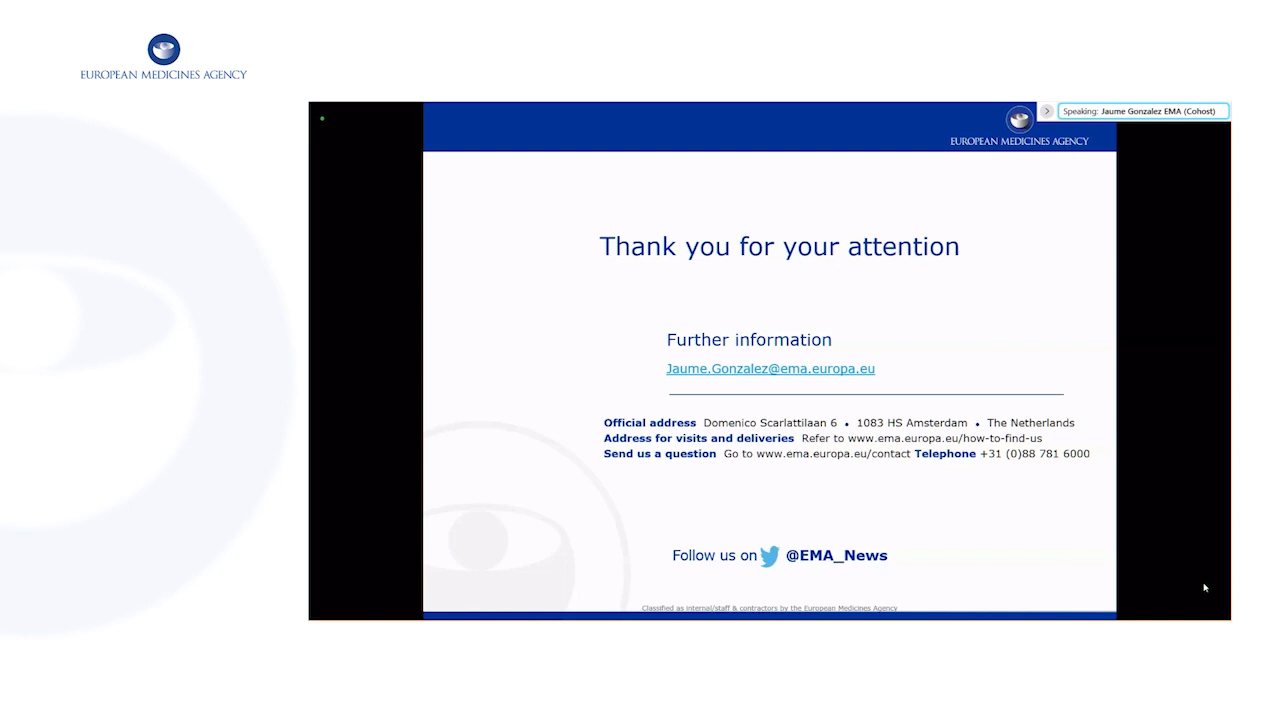 EUROPEAN MEDICINES AGENCY
Speaking: Jaume Gonzalez EMA (Cohost)
EUROPEAN MEDICINES AGENCY
Thank you for your attention
Further information
Jaume.Gonzalez@ema.europa.eu
Official address Domenico Scarlattilaan 6 • 1083 HS Amsterdam • The Netherlands
Address for visits and deliveries Refer to www.ema.europa.eu/how-to-find-us
Send us a question Go to www.ema.europa.eu/contact Telephone +31 (0)88 781 6000
Follow us on @EMA_News
Classified as internal/staff & contractors by the European Medicines Agency